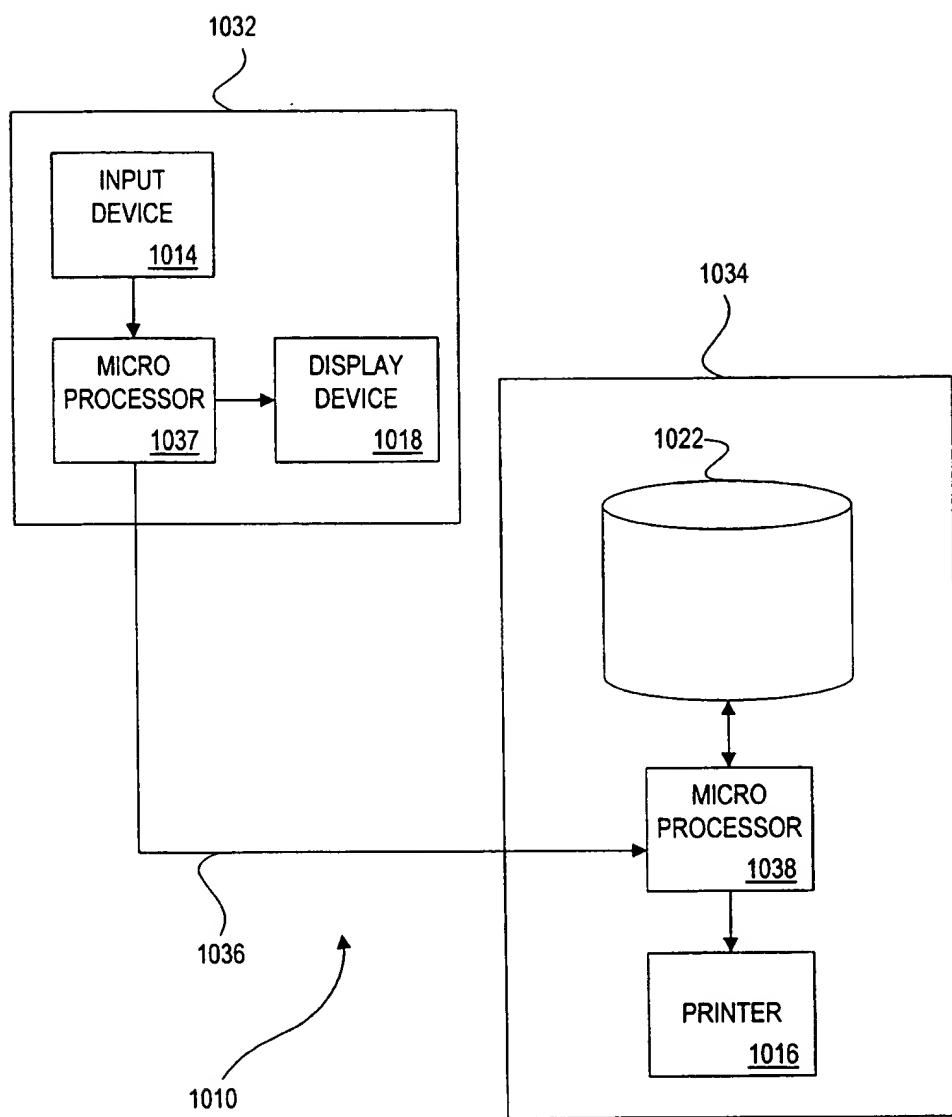 1032
INPUT
DEVICE
1014
1034
MICRO
PROCESSOR
1037
DISPLAY
DEVICE
1018
1022
MICRO
PROCESSOR
1038
1036
PRINTER
1016
1010